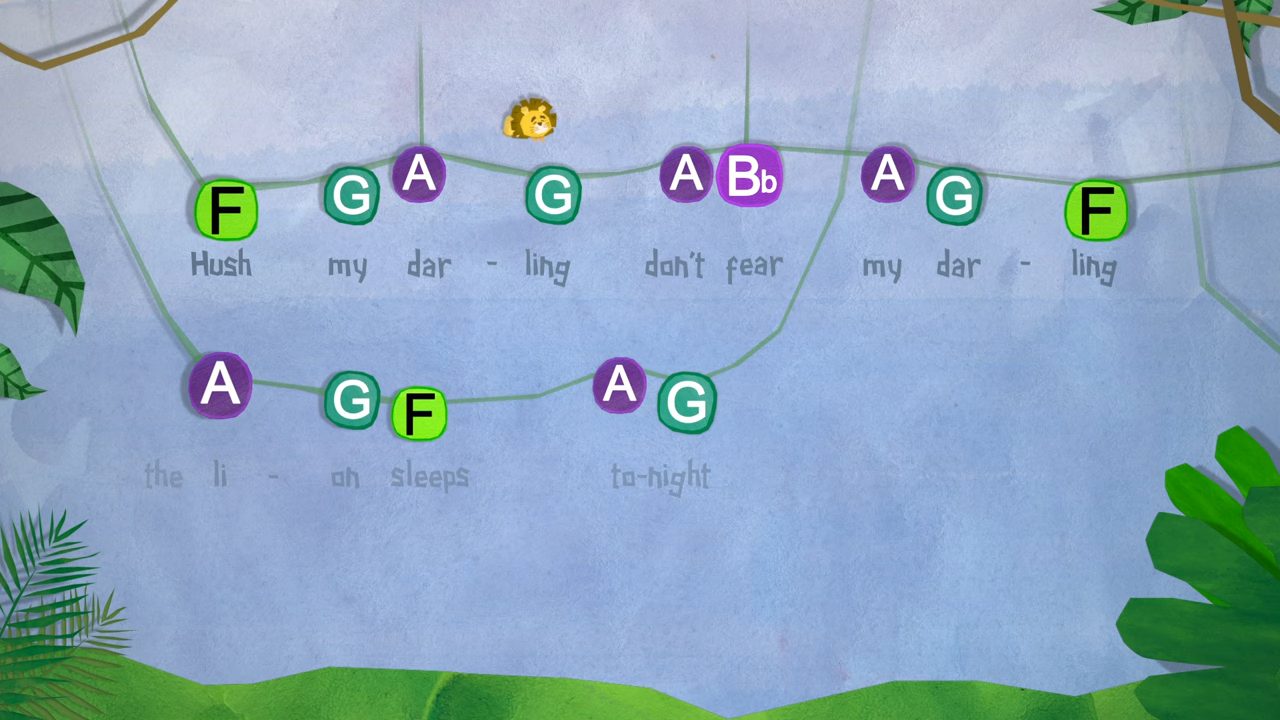 F G A G A Bb A G F
Hush my dar - ling don't fear my dar - ling
A G F A G
the li - on sleeps to-night